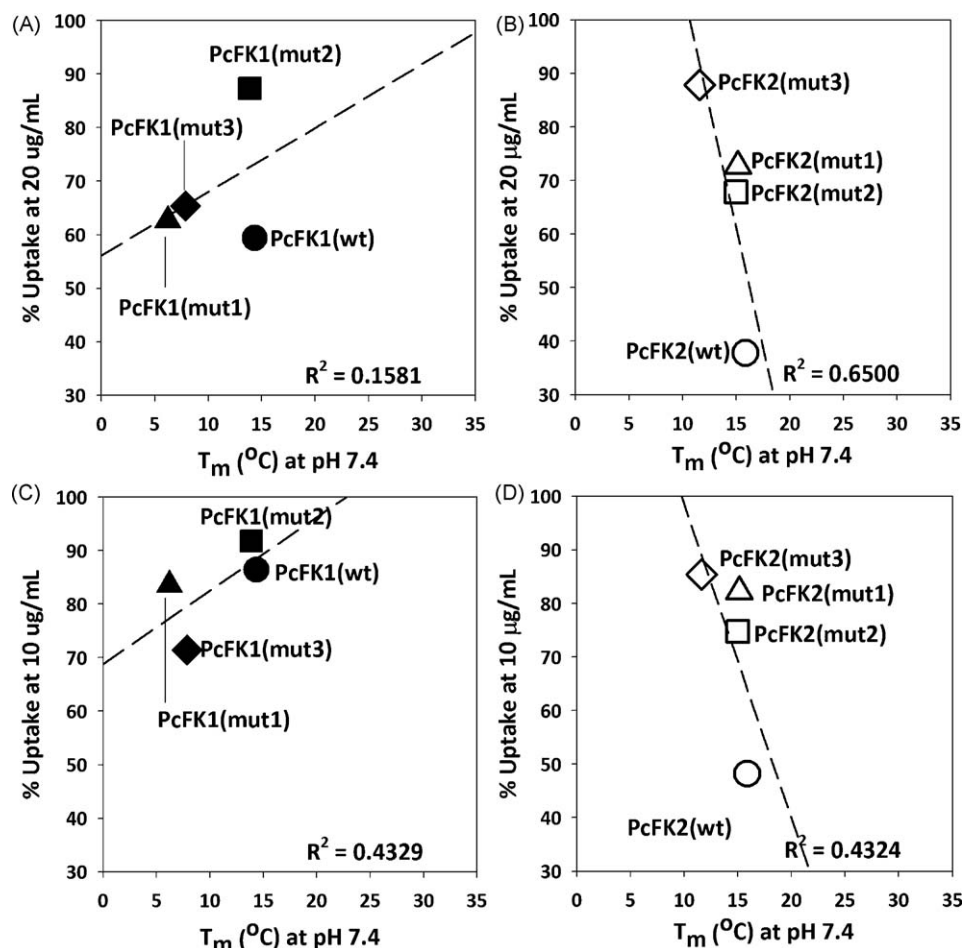 (A)
% Uptake at 20 ug/mL
100
90
80
70
60
50
40
30
PcFK1(mut2)
PcFK1(mut3)
PcFK1(wt)
PcFK1(mut1)
R² = 0.1581
0 5 10 15 20 25 30 35
Tm (°C) at pH 7.4
(B)
% Uptake at 20 µg/mL
100
90
80
70
60
50
40
30
PcFK2(mut3)
PcFK2(mut1)
PcFK2(mut2)
PcFK2(wt)
R² = 0.6500
0 5 10 15 20 25 30 35
Tm (°C) at pH 7.4
(C)
% Uptake at 10 ug/mL
100
90
80
70
60
50
40
30
PcFK1(mut2)
PcFK1(wt)
PcFK1(mut3)
PcFK1(mut1)
R² = 0.4329
0 5 10 15 20 25 30 35
Tm (°C) at pH 7.4
(D)
% Uptake at 10 µg/mL
100
90
80
70
60
50
40
30
PcFK2(mut3)
PcFK2(mut1)
PcFK2(mut2)
PcFK2(wt)
R² = 0.4324
0 5 10 15 20 25 30 35
Tm (°C) at pH 7.4